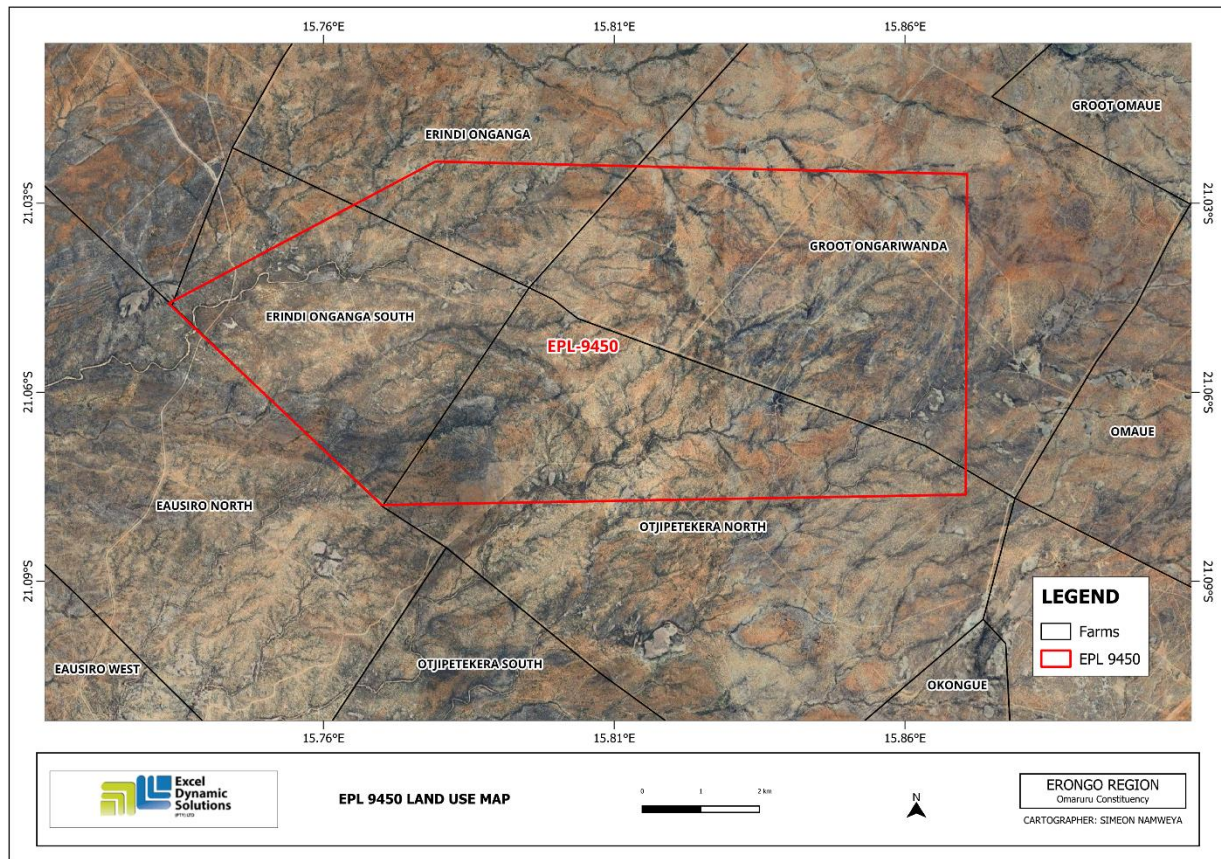 15.76°E
15.81°E
15.86°E
GROOT OMAUE
ERINDI ONGANGA
21.03°S
21.03°S
GROOT ONGARIWANDA
ERINDI ONGANGA SOUTH
EPL-9450
21.06°S
21.06°S
OMAUE
EAUSIRO NORTH
OTJIPETEKERA NORTH
21.09°S
21.09°S
LEGEND
Farms
EPL 9450
EAUSIRO WEST
OTJIPETEKERA SOUTH
OKONGUE
15.76°E
15.81°E
15.86°E
Excel
Dynamic
Solutions
(PTY) LTD
EPL 9450 LAND USE MAP
0 1 2 km
N
ERONGO REGION
Omaruru Constituency
CARTOGRAPHER: SIMEON NAMWEYA